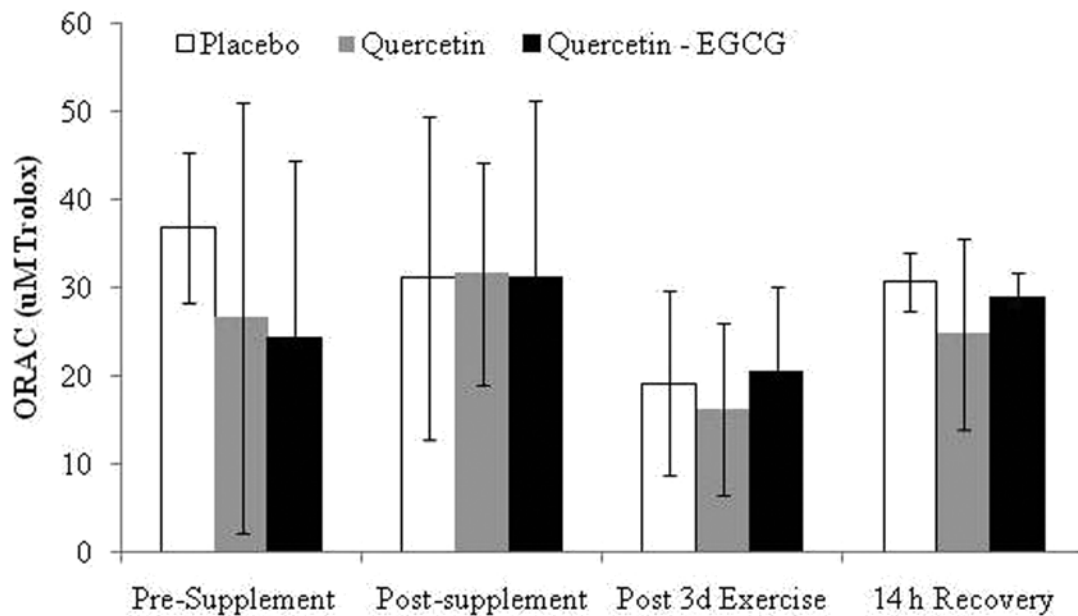 60
Placebo Quercetin Quercetin - EGCG
50
40
30
20
10
0
ORAC (uM Trolox)
Pre-Supplement Post-supplement Post 3d Exercise 14 h Recovery